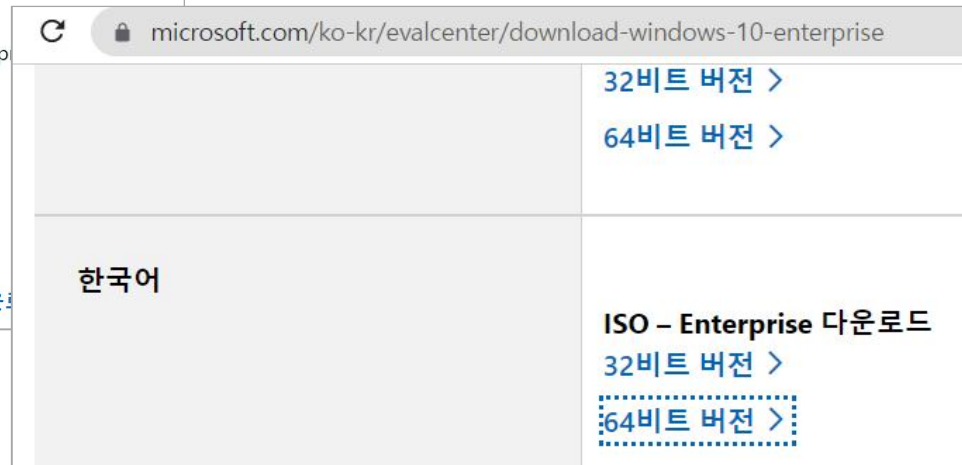 microsoft.com/ko-kr/evalcenter/download-windows-10-enterprise
32비트 버전
64비트 버전
한국어
ISO – Enterprise 다운로드
32비트 버전
64비트 버전